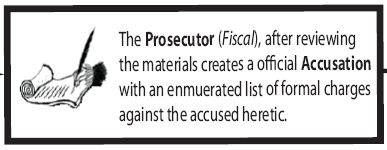 The Prosecutor (Fiscal), after reviewing
the materials creates a official Accusation
with an enmuerated list of formal charges
against the accused heretic.